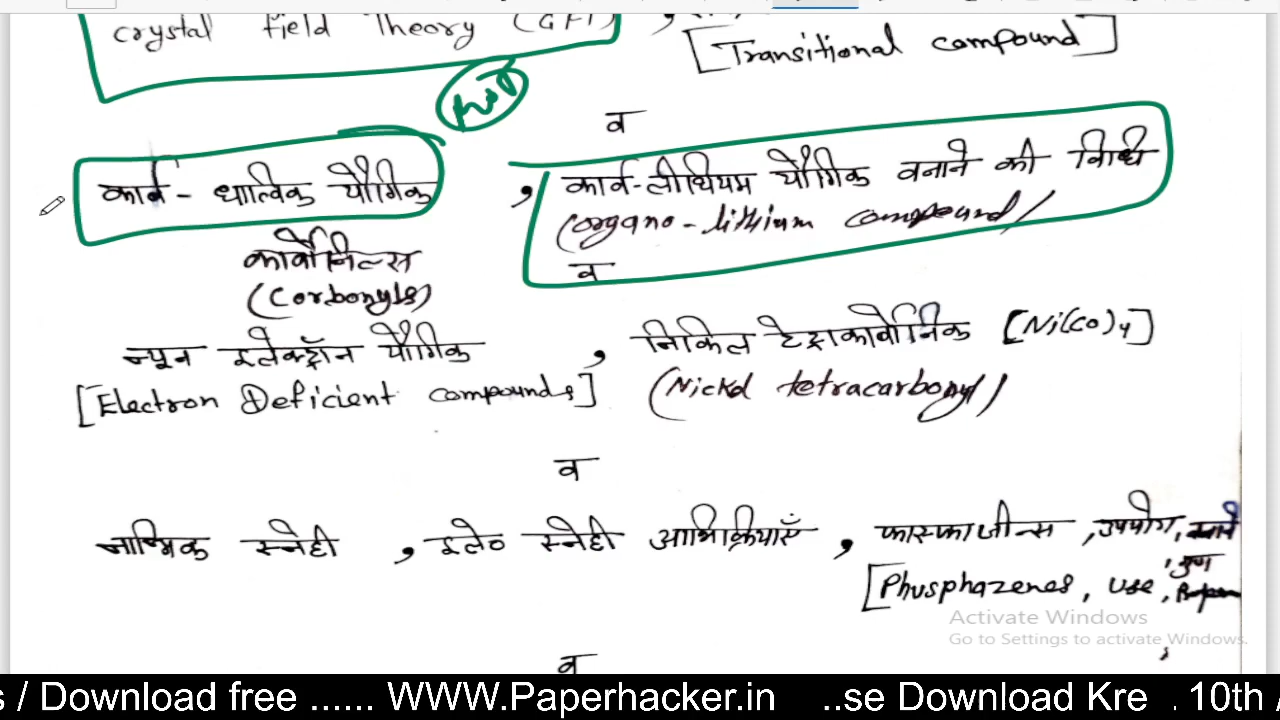 crystal field Theory (CFT) ,
[Transitional compound]
व
कार्ब - धात्विक यौगिक , कार्ब-लीथियम यौगिक बनाने की विधि
(organo-lithium compound)
व
कार्बोनिल्स
(Carbonyls)
न्यून इलेक्ट्रॉन यौगिक , निकिल टेट्राकार्बोनिक [Ni(CO)4]
[Electron Deficient compounds] (Nickel tetracarbonyl)
व
नाभिक स्नेही , इले० स्नेही आभिक्रियाएँ , फास्फाजीन्स , उपयोग,
, गुण
[Phusphazenes, use,
Activate Windows
Go to Settings to activate Windows.
व
s / Download free ...... WWW.Paperhacker.in ..se Download Kre . 10th